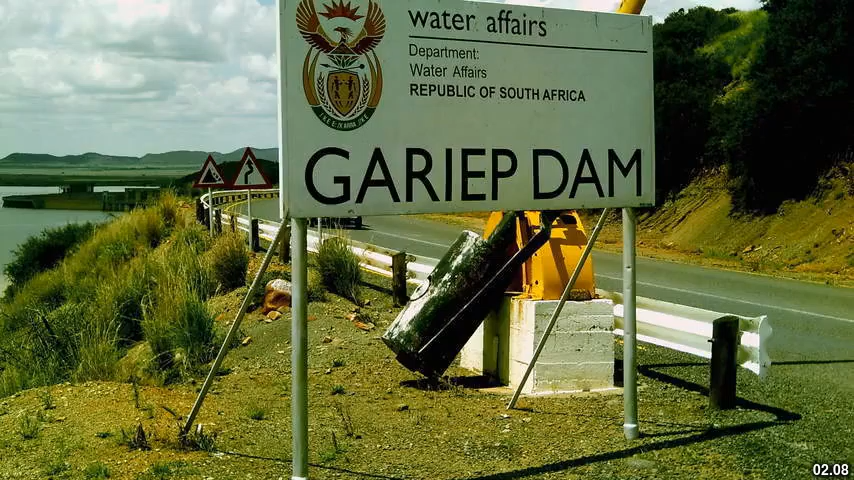 water affairs
Department:
Water Affairs
REPUBLIC OF SOUTH AFRICA
GARIEP DAM
02.08